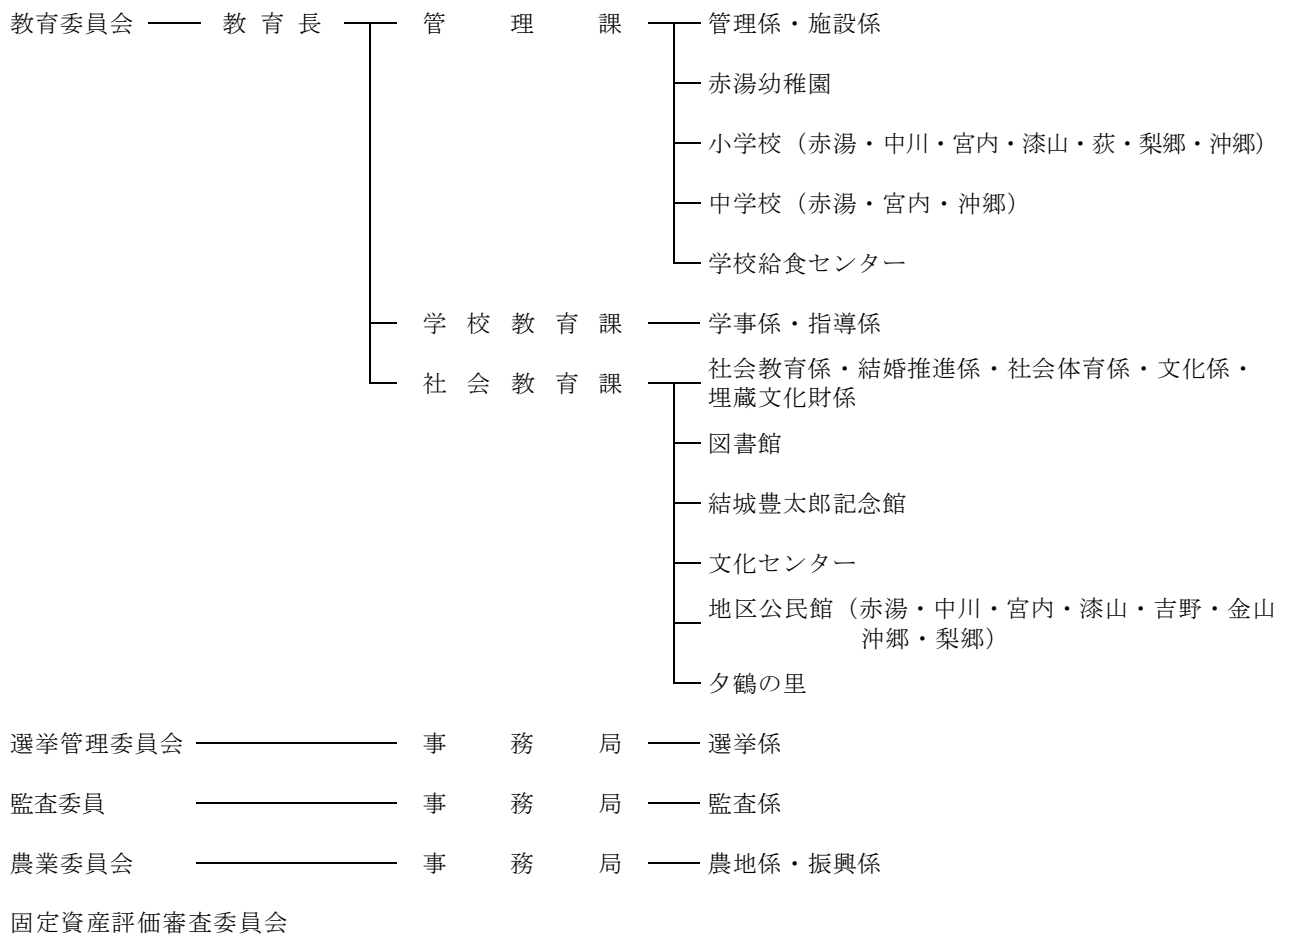 教育委員会 教育長 管理課 管理係・施設係
赤湯幼稚園
小学校（赤湯・中川・宮内・漆山・荻・梨郷・沖郷）
中学校（赤湯・宮内・沖郷）
学校給食センター
学校教育課 学事係・指導係
社会教育課 社会教育係・結婚推進係・社会体育係・文化係・
埋蔵文化財係
図書館
結城豊太郎記念館
文化センター
地区公民館（赤湯・中川・宮内・漆山・吉野・金山
沖郷・梨郷）
夕鶴の里
選挙管理委員会 事務局 選挙係
監査委員 事務局 監査係
農業委員会 事務局 農地係・振興係
固定資産評価審査委員会